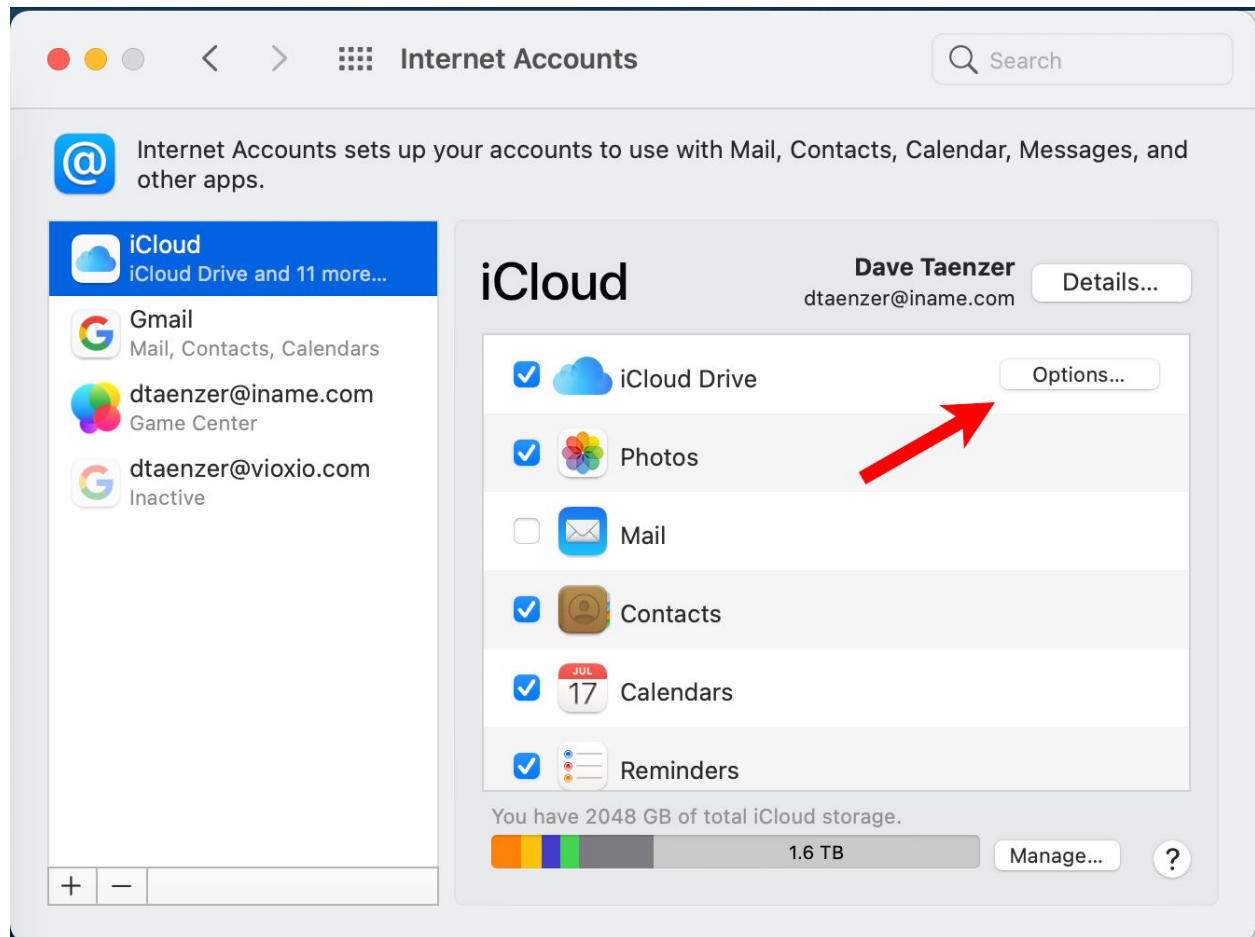 Internet Accounts
Search
Internet Accounts sets up your accounts to use with Mail, Contacts, Calendar, Messages, and
other apps.
iCloud
iCloud Drive and 11 more...
Gmail
Mail, Contacts, Calendars
dtaenzer@iname.com
Game Center
dtaenzer@vioxio.com
Inactive
iCloud
Dave Taenzer
dtaenzer@iname.com
Details...
iCloud Drive
Options...
Photos
Mail
Contacts
JUL
17
Calendars
Reminders
You have 2048 GB of total iCloud storage.
1.6 TB
Manage...
?
+ −